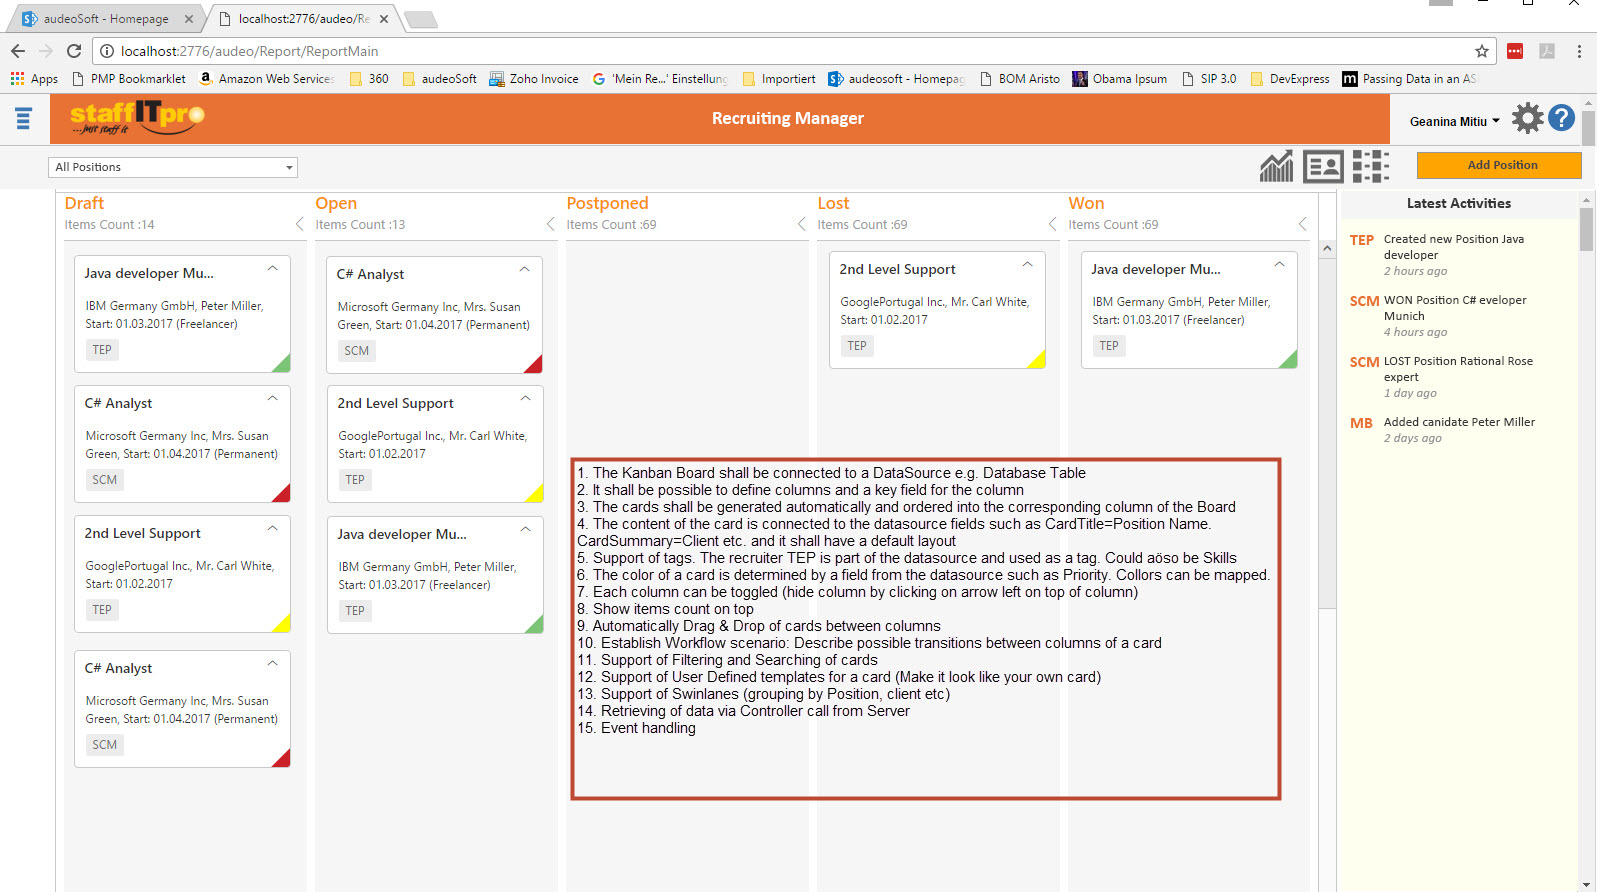 audeoSoft - Homepage
localhost:2776/audeo/Re
localhost:2776/audeo/Report/ReportMain
Apps
PMP Bookmarklet
Amazon Web Services
360
audeoSoft
Zoho Invoice
'Mein Re...' Einstellung
Importiert
audeosoft - Homepag
BOM Aristo
Obama Ipsum
SIP 3.0
DevExpress
Passing Data in an AS
staffITpro
...just staff it
Recruiting Manager
Geanina Mitiu
All Positions
Add Position
Draft
Items Count :14
Java developer Mu...
IBM Germany GmbH, Peter Miller,
Start: 01.03.2017 (Freelancer)
TEP
C# Analyst
Microsoft Germany Inc, Mrs. Susan
Green, Start: 01.04.2017 (Permanent)
SCM
2nd Level Support
GooglePortugal Inc., Mr. Carl White,
Start: 01.02.2017
TEP
C# Analyst
Microsoft Germany Inc, Mrs. Susan
Green, Start: 01.04.2017 (Permanent)
SCM
Open
Items Count :13
C# Analyst
Microsoft Germany Inc, Mrs. Susan
Green, Start: 01.04.2017 (Permanent)
SCM
2nd Level Support
GooglePortugal Inc., Mr. Carl White,
Start: 01.02.2017
TEP
Java developer Mu...
IBM Germany GmbH, Peter Miller,
Start: 01.03.2017 (Freelancer)
TEP
Postponed
Items Count :69
Lost
Items Count :69
2nd Level Support
GooglePortugal Inc., Mr. Carl White,
Start: 01.02.2017
TEP
Won
Items Count :69
Java developer Mu...
IBM Germany GmbH, Peter Miller,
Start: 01.03.2017 (Freelancer)
TEP
1. The Kanban Board shall be connected to a DataSource e.g. Database Table
2. It shall be possible to define columns and a key field for the column
3. The cards shall be generated automatically and ordered into the corresponding column of the Board
4. The content of the card is connected to the datasource fields such as CardTitle=Position Name.
CardSummary=Client etc. and it shall have a default layout
5. Support of tags. The recruiter TEP is part of the datasource and used as a tag. Could aöso be Skills
6. The color of a card is determined by a field from the datasource such as Priority. Collors can be mapped.
7. Each column can be toggled (hide column by clicking on arrow left on top of column)
8. Show items count on top
9. Automatically Drag & Drop of cards between columns
10. Establish Workflow scenario: Describe possible transitions between columns of a card
11. Support of Filtering and Searching of cards
12. Support of User Defined templates for a card (Make it look like your own card)
13. Support of Swinlanes (grouping by Position, client etc)
14. Retrieving of data via Controller call from Server
15. Event handling
Latest Activities
TEP Created new Position Java
developer
2 hours ago
SCM WON Position C# eveloper
Munich
4 hours ago
SCM LOST Position Rational Rose
expert
1 day ago
MB Added canidate Peter Miller
2 days ago